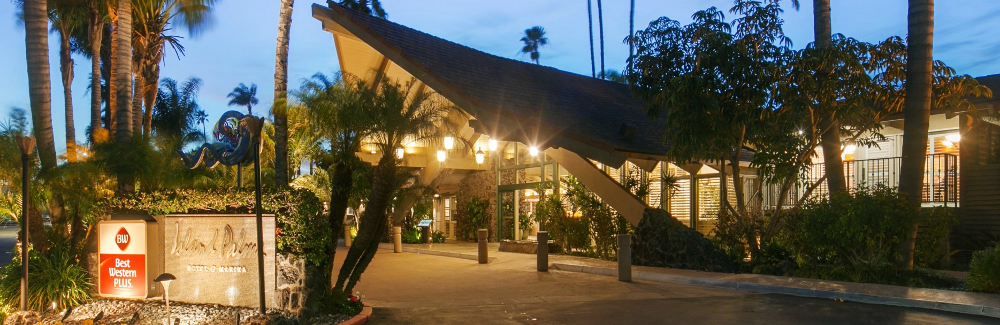 BW
Best
Western
PLUS.
Island Palms
HOTEL & MARINA